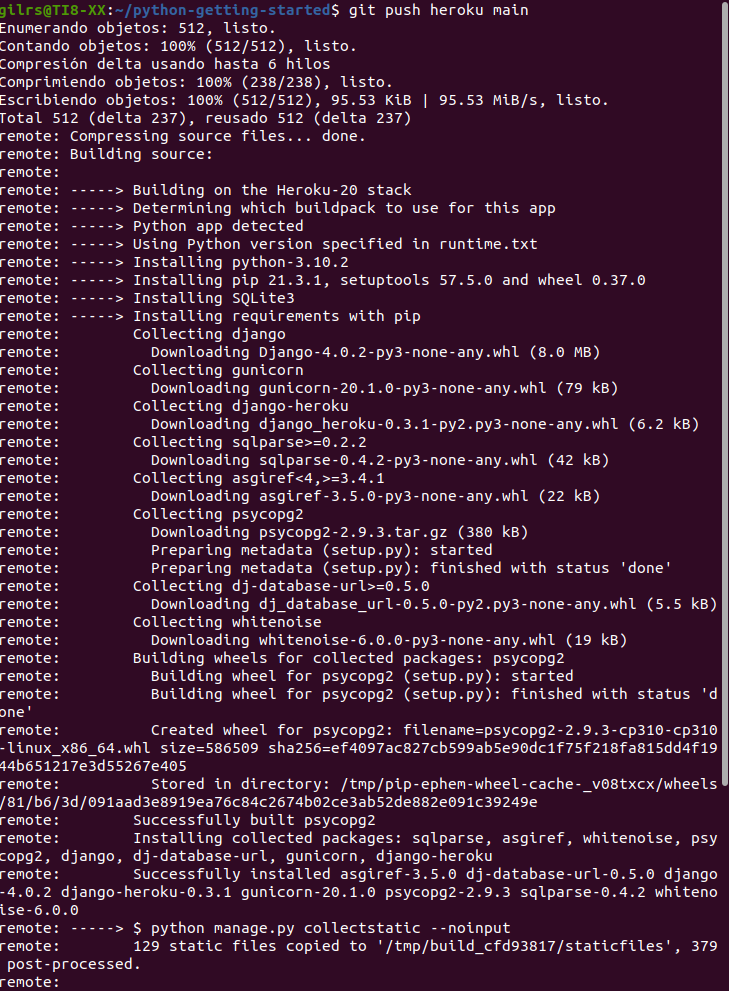 gilrs@TI8-XX:~/python-getting-started$ git push heroku main
Enumerando objetos: 512, listo.
Contando objetos: 100% (512/512), listo.
Compresión delta usando hasta 6 hilos
Comprimiendo objetos: 100% (238/238), listo.
Escribiendo objetos: 100% (512/512), 95.53 KiB | 95.53 MiB/s, listo.
Total 512 (delta 237), reusado 512 (delta 237)
remote: Compressing source files... done.
remote: Building source:
remote:
remote: -----> Building on the Heroku-20 stack
remote: -----> Determining which buildpack to use for this app
remote: -----> Python app detected
remote: -----> Using Python version specified in runtime.txt
remote: -----> Installing python-3.10.2
remote: -----> Installing pip 21.3.1, setuptools 57.5.0 and wheel 0.37.0
remote: -----> Installing SQLite3
remote: -----> Installing requirements with pip
remote:        Collecting django
remote:          Downloading Django-4.0.2-py3-none-any.whl (8.0 MB)
remote:        Collecting gunicorn
remote:          Downloading gunicorn-20.1.0-py3-none-any.whl (79 kB)
remote:        Collecting django-heroku
remote:          Downloading django_heroku-0.3.1-py2.py3-none-any.whl (6.2 kB)
remote:        Collecting sqlparse>=0.2.2
remote:          Downloading sqlparse-0.4.2-py3-none-any.whl (42 kB)
remote:        Collecting asgiref<4,>=3.4.1
remote:          Downloading asgiref-3.5.0-py3-none-any.whl (22 kB)
remote:        Collecting psycopg2
remote:          Downloading psycopg2-2.9.3.tar.gz (380 kB)
remote:          Preparing metadata (setup.py): started
remote:          Preparing metadata (setup.py): finished with status 'done'
remote:        Collecting dj-database-url>=0.5.0
remote:          Downloading dj_database_url-0.5.0-py2.py3-none-any.whl (5.5 kB)
remote:        Collecting whitenoise
remote:          Downloading whitenoise-6.0.0-py3-none-any.whl (19 kB)
remote:        Building wheels for collected packages: psycopg2
remote:          Building wheel for psycopg2 (setup.py): started
remote:          Building wheel for psycopg2 (setup.py): finished with status 'd
one'
remote:          Created wheel for psycopg2: filename=psycopg2-2.9.3-cp310-cp310
-linux_x86_64.whl size=586509 sha256=ef4097ac827cb599ab5e90dc1f75f218fa815dd4f19
44b651217e3d55267e405
remote:          Stored in directory: /tmp/pip-ephem-wheel-cache-_v08txcx/wheels
/81/b6/3d/091aad3e8919ea76c84c2674b02ce3ab52de882e091c39249e
remote:        Successfully built psycopg2
remote:        Installing collected packages: sqlparse, asgiref, whitenoise, psy
copg2, django, dj-database-url, gunicorn, django-heroku
remote:        Successfully installed asgiref-3.5.0 dj-database-url-0.5.0 django
-4.0.2 django-heroku-0.3.1 gunicorn-20.1.0 psycopg2-2.9.3 sqlparse-0.4.2 whiteno
ise-6.0.0
remote: -----> $ python manage.py collectstatic --noinput
remote:        129 static files copied to '/tmp/build_cfd93817/staticfiles', 379
 post-processed.
remote: